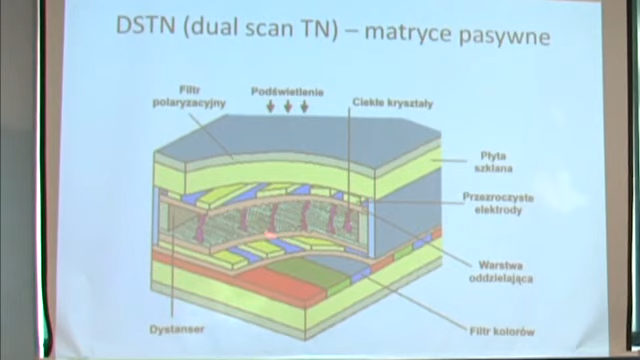 DSTN (dual scan TN) – matryce pasywne
Filtr
polaryzacyjny
Podświetlenie
Ciekłe kryształy
Płyta
szklana
Przezroczyste
elektrody
Warstwa
oddzielająca
Filtr kolorów
Dystanser